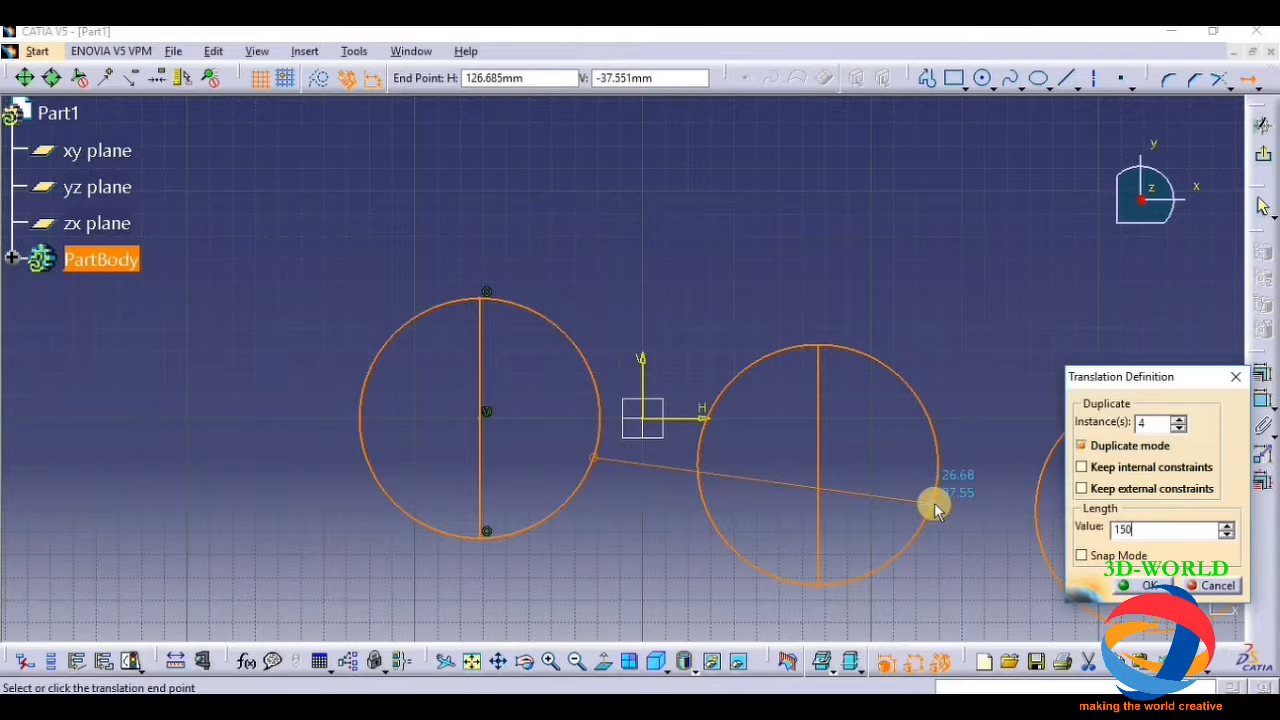 CATIA V5 - [Part1]
Start ENOVIA V5 VPM File Edit View Insert Tools Window Help
End Point: H: 126.685mm V: -37.551mm
Part1
xy plane
yz plane
zx plane
PartBody
y
x
z
V
H
V
26.68
37.55
Translation Definition
Duplicate
Instance(s): 4
Duplicate mode
Keep internal constraints
Keep external constraints
Length
Value: 150
Snap Mode
3D-WORLD
OK Cancel
f(x)
CATIA
Select or click the translation end point
making the world creative